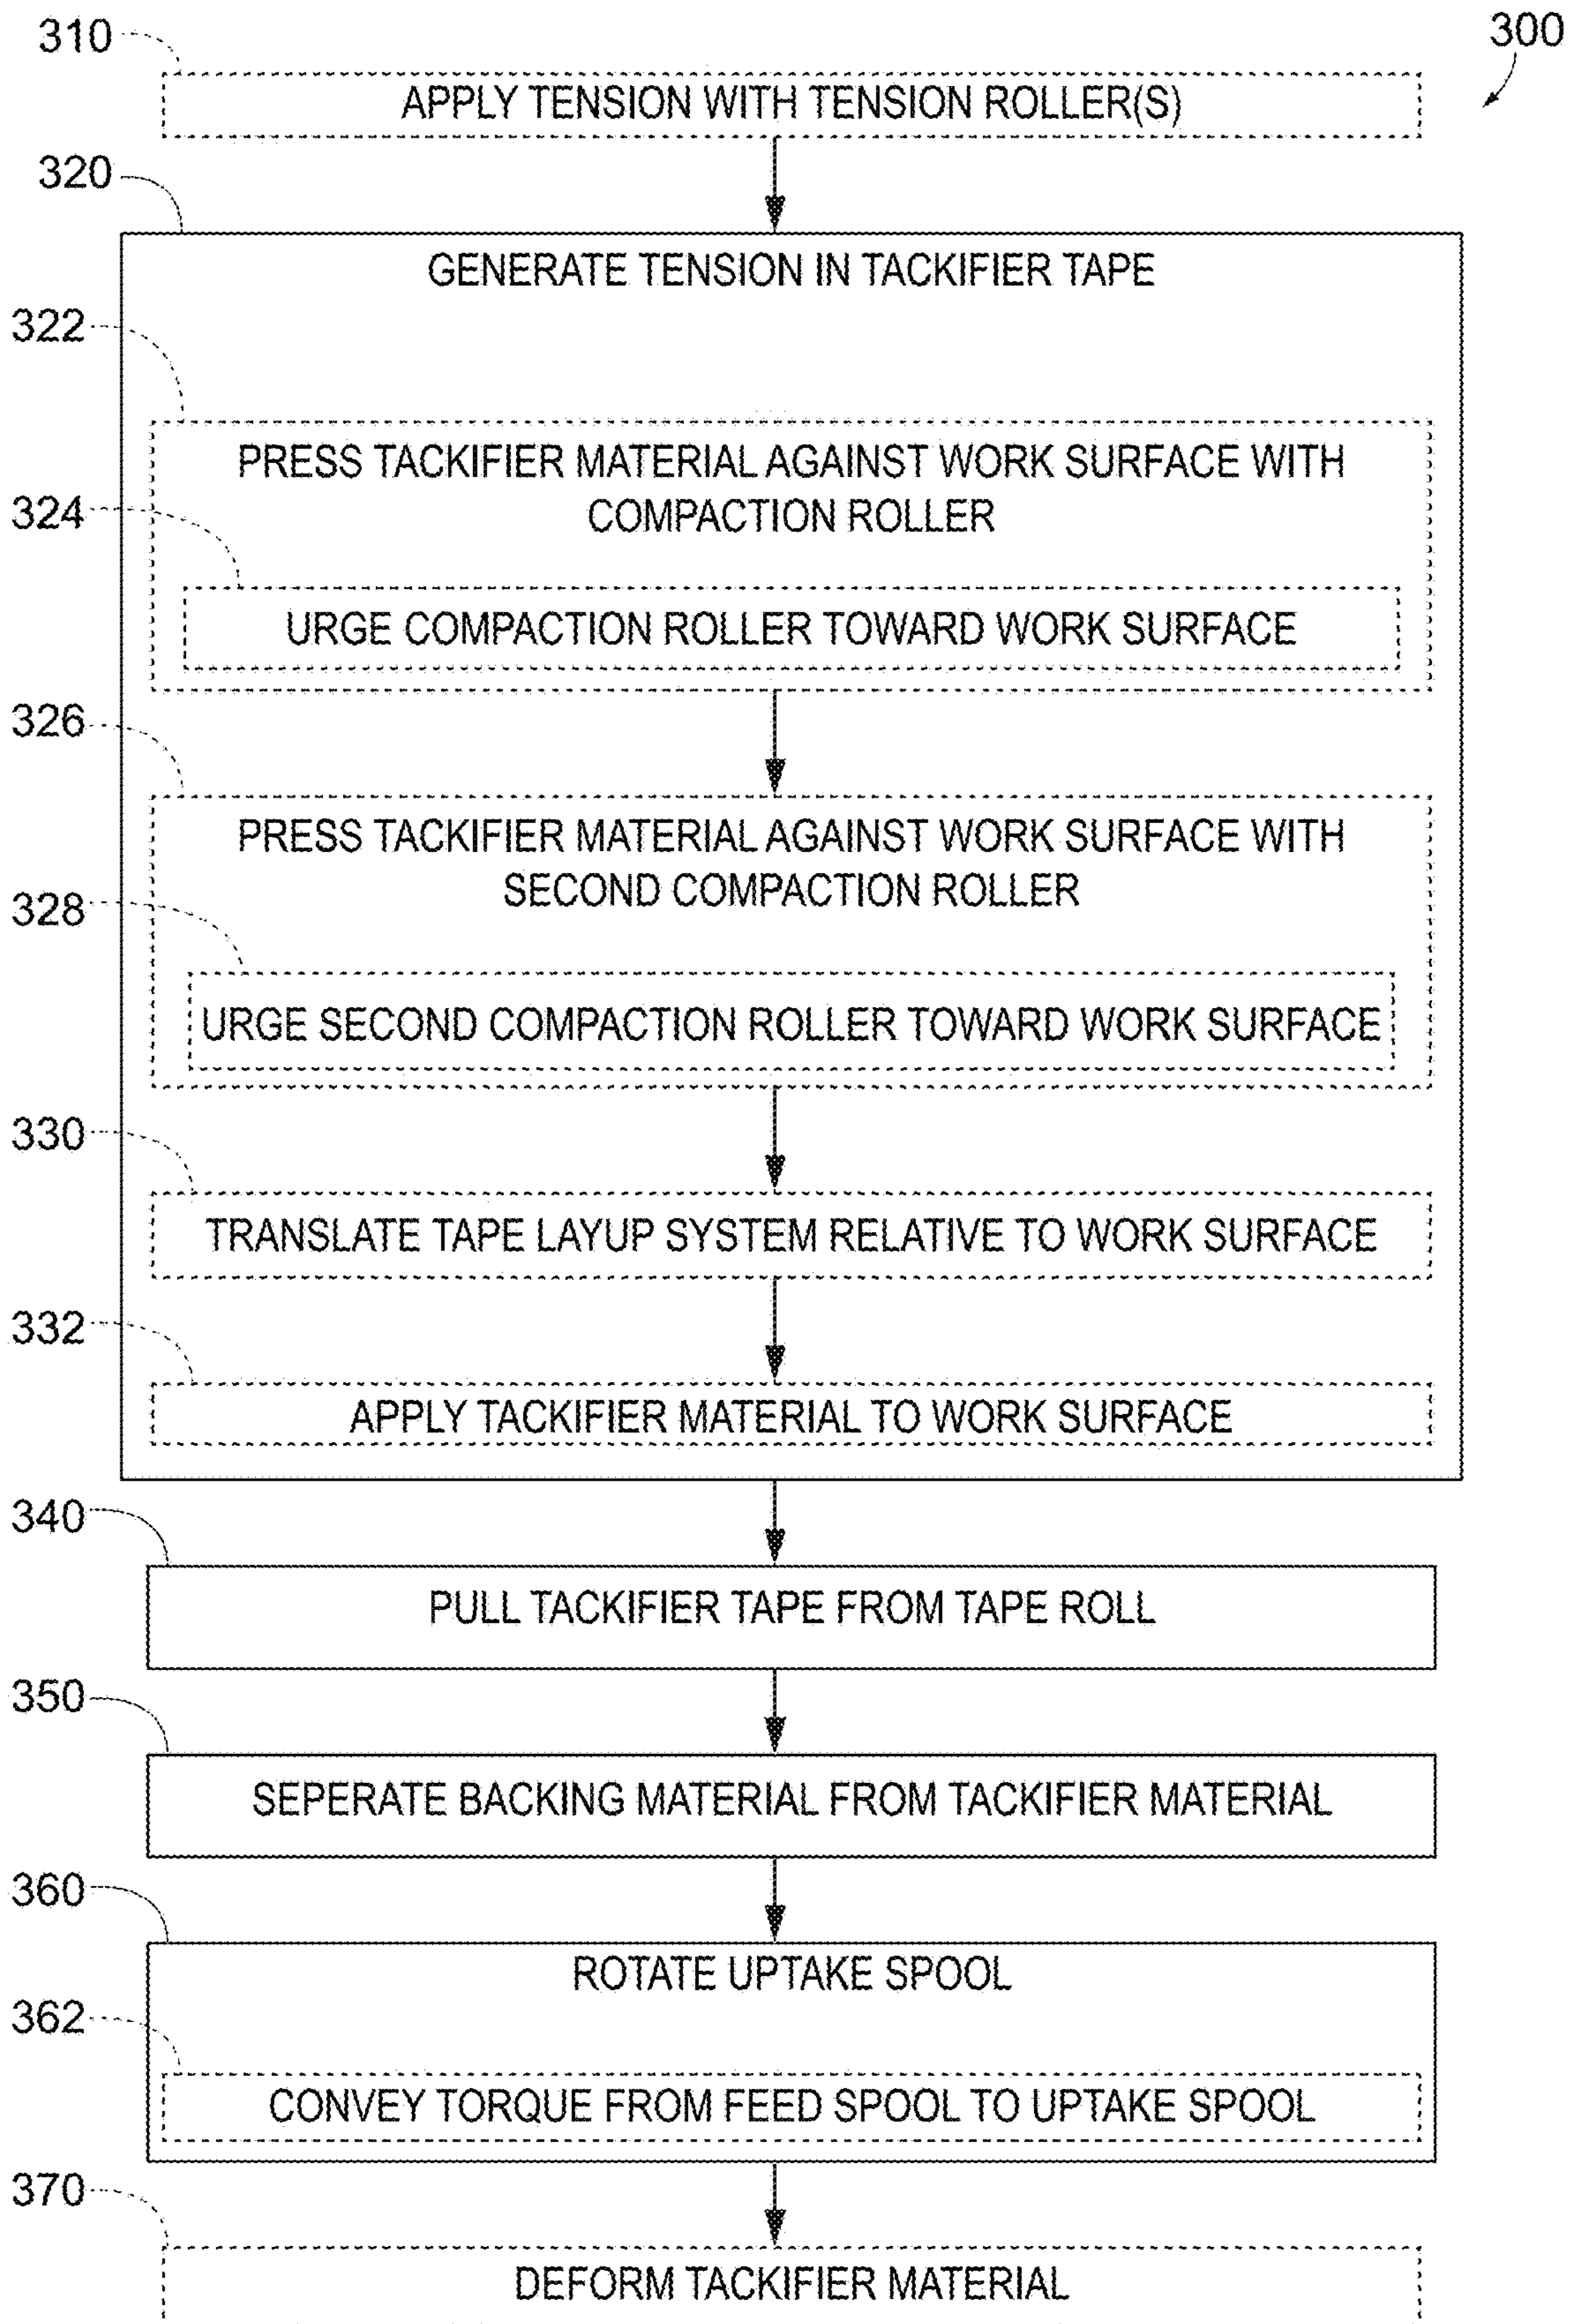 310
300
APPLY TENSION WITH TENSION ROLLER(S)
320
GENERATE TENSION IN TACKIFIER TAPE
322
PRESS TACKIFIER MATERIAL AGAINST WORK SURFACE WITH
324
COMPACTION ROLLER
URGE COMPACTION ROLLER TOWARD WORK SURFACE
326
PRESS TACKIFIER MATERIAL AGAINST WORK SURFACE WITH
SECOND COMPACTION ROLLER
328
URGE SECOND COMPACTION ROLLER TOWARD WORK SURFACE
330
TRANSLATE TAPE LAYUP SYSTEM RELATIVE TO WORK SURFACE
332
APPLY TACKIFIER MATERIAL TO WORK SURFACE
340
PULL TACKIFIER TAPE FROM TAPE ROLL
350
SEPERATE BACKING MATERIAL FROM TACKIFIER MATERIAL
360
ROTATE UPTAKE SPOOL
362
CONVEY TORQUE FROM FEED SPOOL TO UPTAKE SPOOL
370
DEFORM TACKIFIER MATERIAL